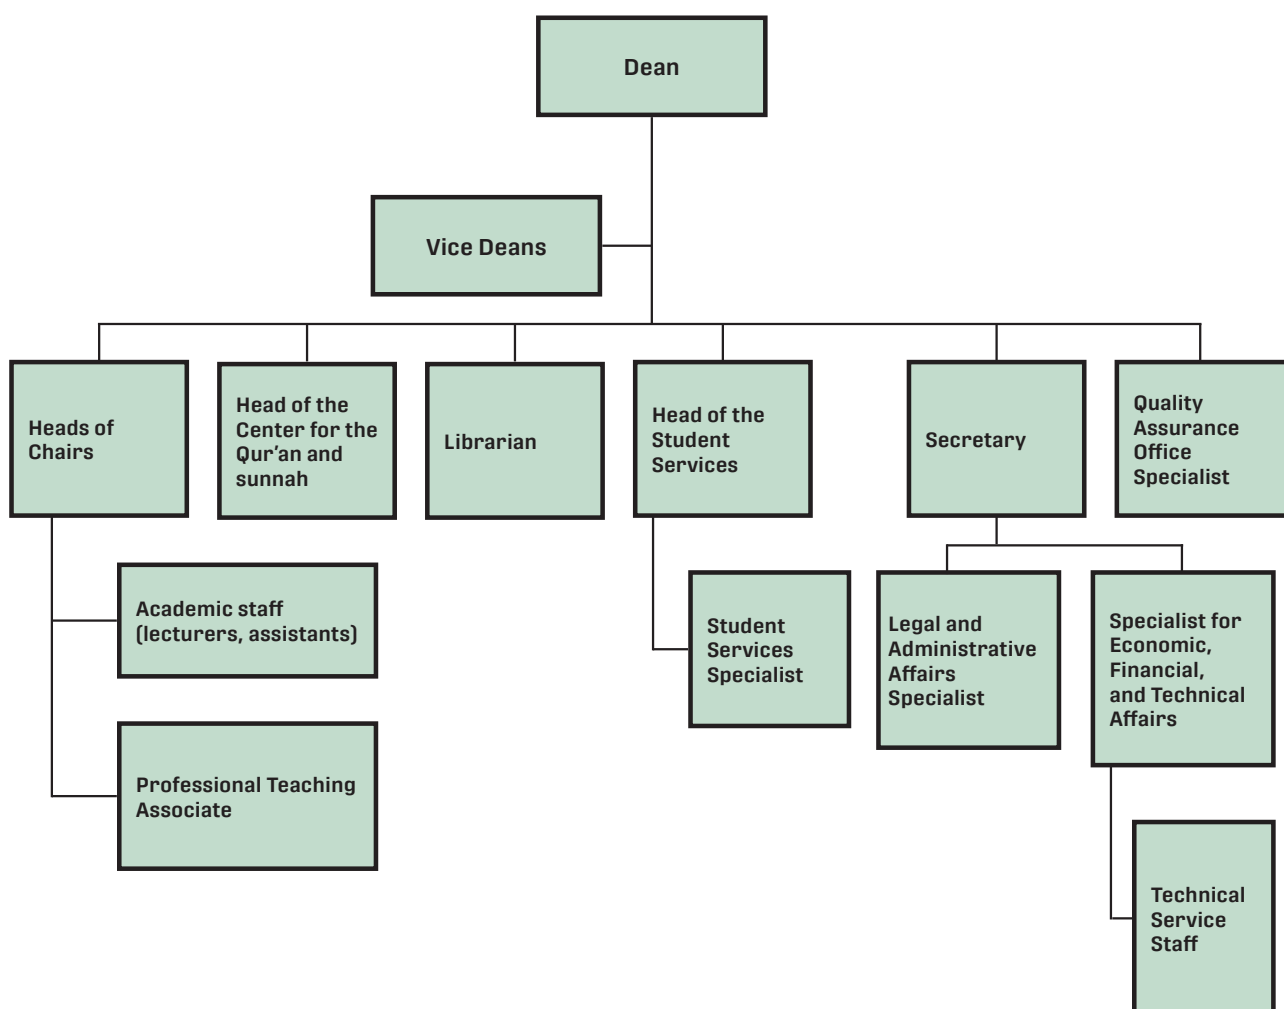 Dean
Vice Deans
Heads of
Chairs
Head of the
Center for the
Qur’an and
sunnah
Librarian
Head of the
Student
Services
Secretary
Quality
Assurance
Office
Specialist
Academic staff
(lecturers, assistants)
Professional Teaching
Associate
Student
Services
Specialist
Legal and
Administrative
Affairs
Specialist
Specialist for
Economic,
Financial,
and Technical
Affairs
Technical
Service
Staff